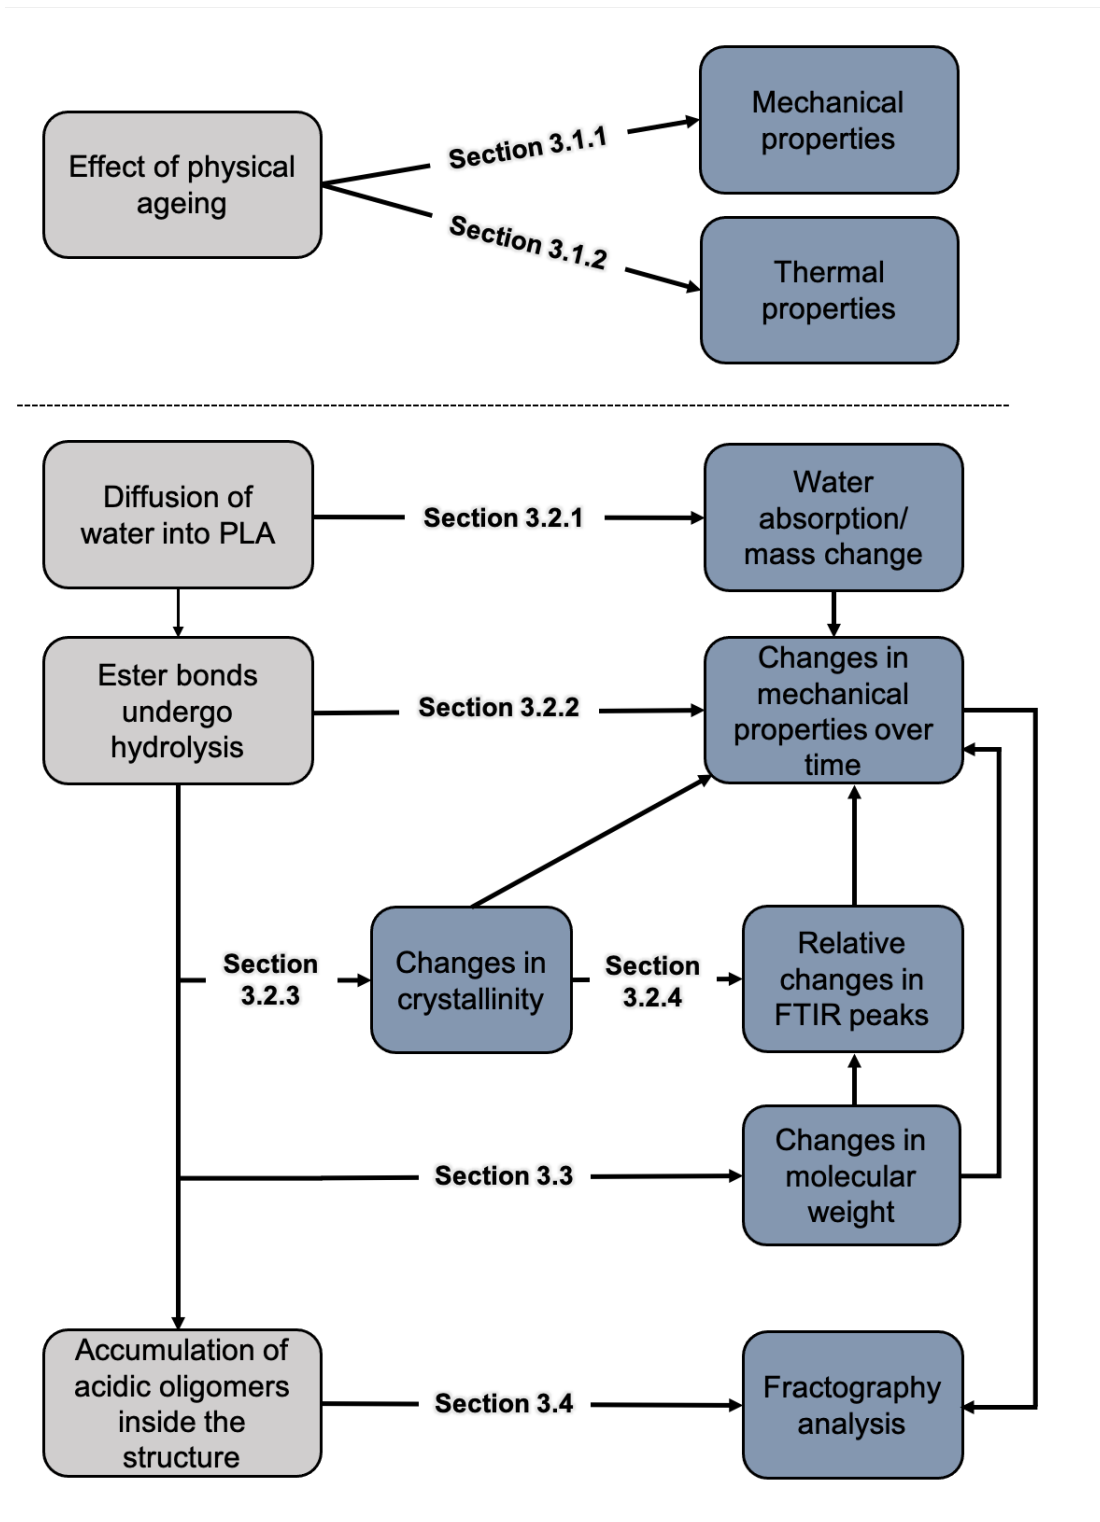 Effect of physical
ageing
Section 3.1.1
Mechanical
properties
Section 3.1.2
Thermal
properties
Diffusion of
water into PLA
Section 3.2.1
Water
absorption/
mass change
Ester bonds
undergo
hydrolysis
Section 3.2.2
Changes in
mechanical
properties over
time
Section
3.2.3
Changes in
crystallinity
Section
3.2.4
Relative
changes in
FTIR peaks
Section 3.3
Changes in
molecular
weight
Accumulation of
acidic oligomers
inside the
structure
Section 3.4
Fractography
analysis